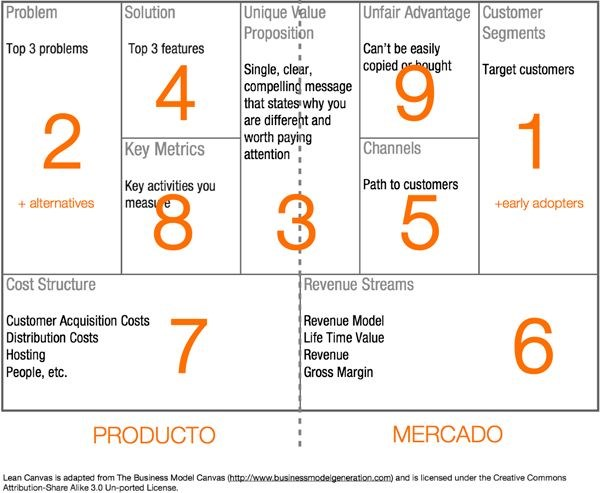 Problem
Top 3 problems
2
+ alternatives
Solution
Top 3 features
4
Key Metrics
Key activities you
measure
8
Unique Value
Proposition
Single, clear,
compelling message
that states why you
are different and
worth paying
attention
3
Unfair Advantage
Can't be easily
copied or bought
9
Channels
Path to customers
5
Customer
Segments
Target customers
1
+early adopters
Cost Structure
Customer Acquisition Costs
Distribution Costs
Hosting
People, etc.
7
Revenue Streams
Revenue Model
Life Time Value
Revenue
Gross Margin
6
PRODUCTO
MERCADO
Lean Canvas is adapted from The Business Model Canvas (http://www.businessmodelgeneration.com) and is licensed under the Creative Commons
Attribution-Share Alike 3.0 Un-ported License.